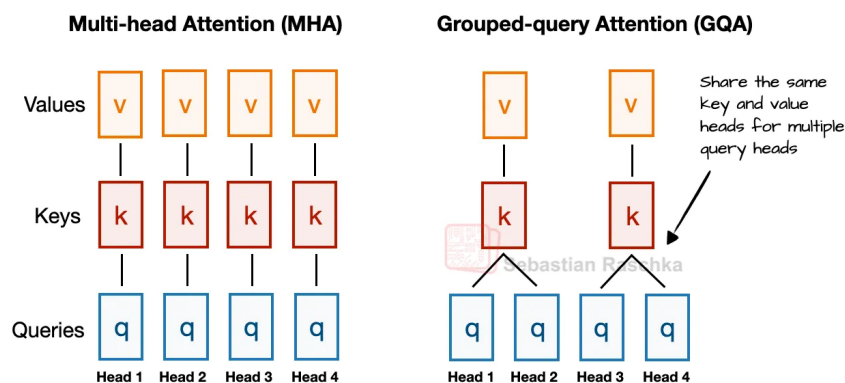 Multi-head Attention (MHA)
Grouped-query Attention (GQA)
Values
v v v v
v v
Share the same
key and value
heads for multiple
query heads
Keys
k k k k
k k
Sebastian Raschka
Queries
q q q q
q q q q
Head 1 Head 2 Head 3 Head 4
Head 1 Head 2 Head 3 Head 4